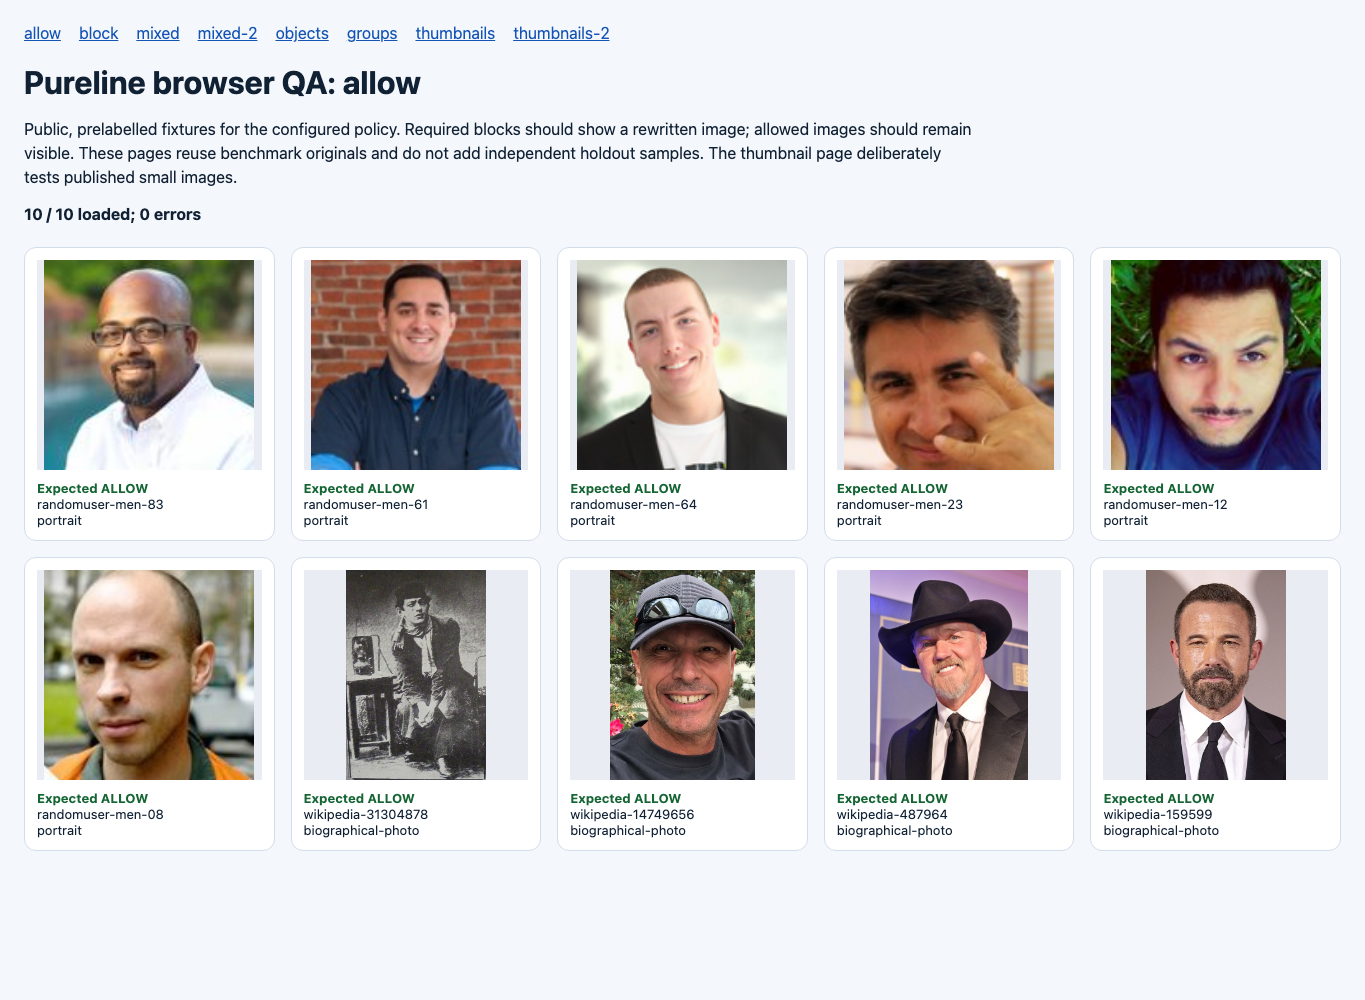 allow block mixed mixed-2 objects groups thumbnails thumbnails-2
Pureline browser QA: allow
Public, prelabelled fixtures for the configured policy. Required blocks should show a rewritten image; allowed images should remain
visible. These pages reuse benchmark originals and do not add independent holdout samples. The thumbnail page deliberately
tests published small images.
10 / 10 loaded; 0 errors
Expected ALLOW
randomuser-men-83
portrait
Expected ALLOW
randomuser-men-61
portrait
Expected ALLOW
randomuser-men-64
portrait
Expected ALLOW
randomuser-men-23
portrait
Expected ALLOW
randomuser-men-12
portrait
Expected ALLOW
randomuser-men-08
portrait
Expected ALLOW
wikipedia-31304878
biographical-photo
Expected ALLOW
wikipedia-14749656
biographical-photo
Expected ALLOW
wikipedia-487964
biographical-photo
Expected ALLOW
wikipedia-159599
biographical-photo